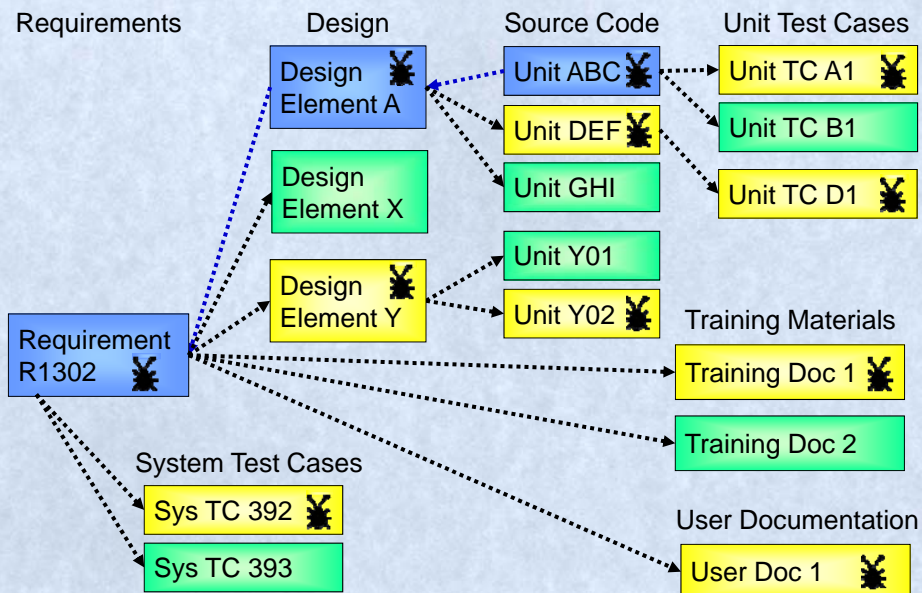 Requirements
Design
Source Code
Unit Test Cases
Design
Element A
Unit ABC
Unit TC A1
Unit DEF
Unit TC B1
Design
Element X
Unit GHI
Unit TC D1
Design
Element Y
Unit Y01
Unit Y02
Requirement
R1302
Training Materials
Training Doc 1
Training Doc 2
System Test Cases
Sys TC 392
Sys TC 393
User Documentation
User Doc 1